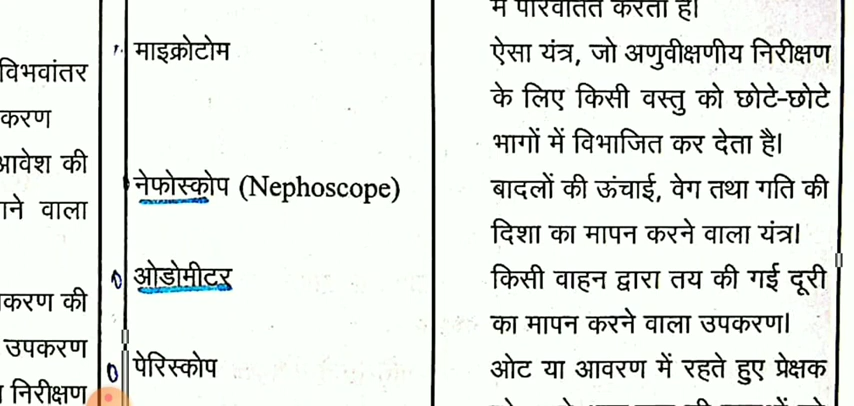 विभवांतर
करण
आवेश की
वाला
करण की
उपकरण
निरीक्षण
माइक्रोटोम
नेफोस्कोप (Nephoscope)
ओडोमीटर
पेरिस्कोप
में परिवर्तित करता है।
ऐसा यंत्र, जो अणुवीक्षणीय निरीक्षण
के लिए किसी वस्तु को छोटे-छोटे
भागों में विभाजित कर देता है।
बादलों की ऊंचाई, वेग तथा गति की
दिशा का मापन करने वाला यंत्र।
किसी वाहन द्वारा तय की गई दूरी
का मापन करने वाला उपकरण।
ओट या आवरण में रहते हुए प्रेक्षक